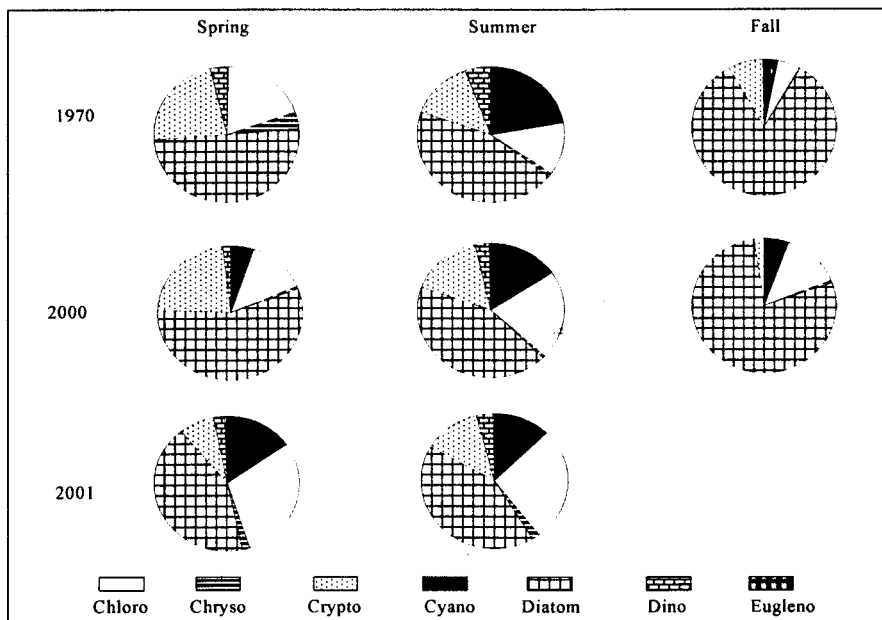 Spring Summer Fall
1970
2000
2001
Chloro Chryso Crypto Cyano Diatom Dino Eugleno